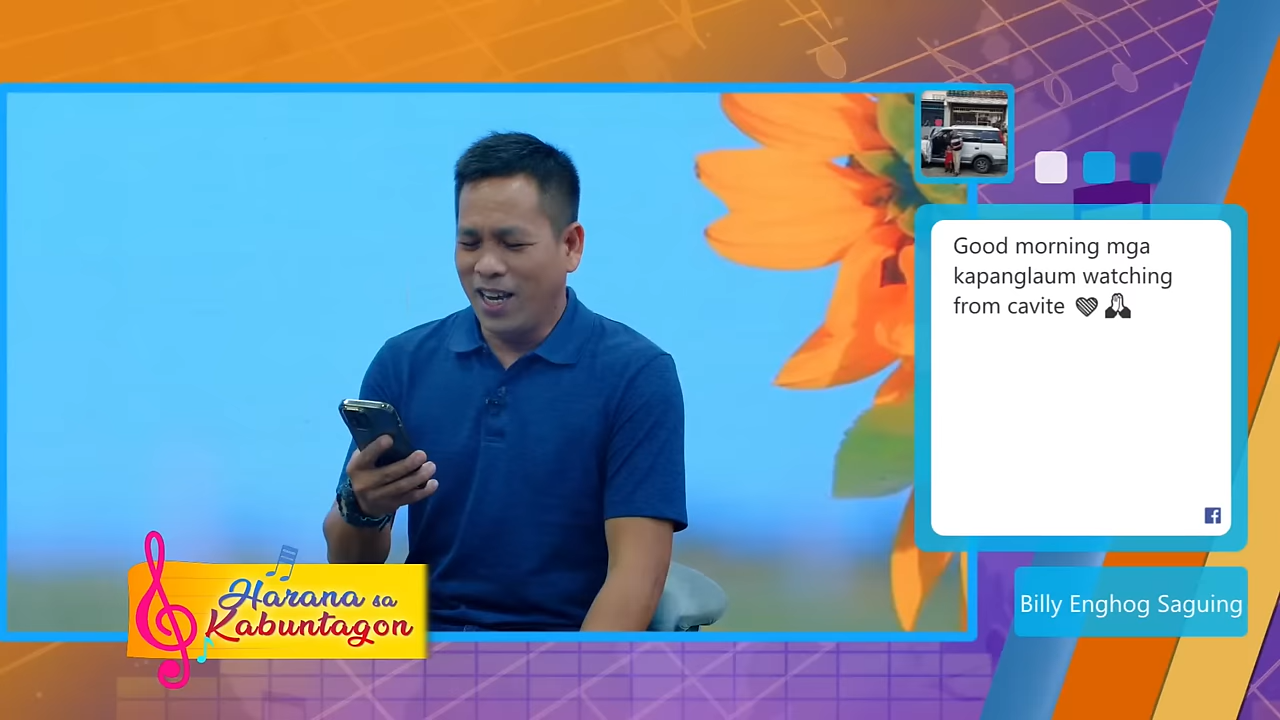 Good morning mga
kapanglaum watching
from cavite
Billy Enghog Saguing
Harana sa
Kabuntagon